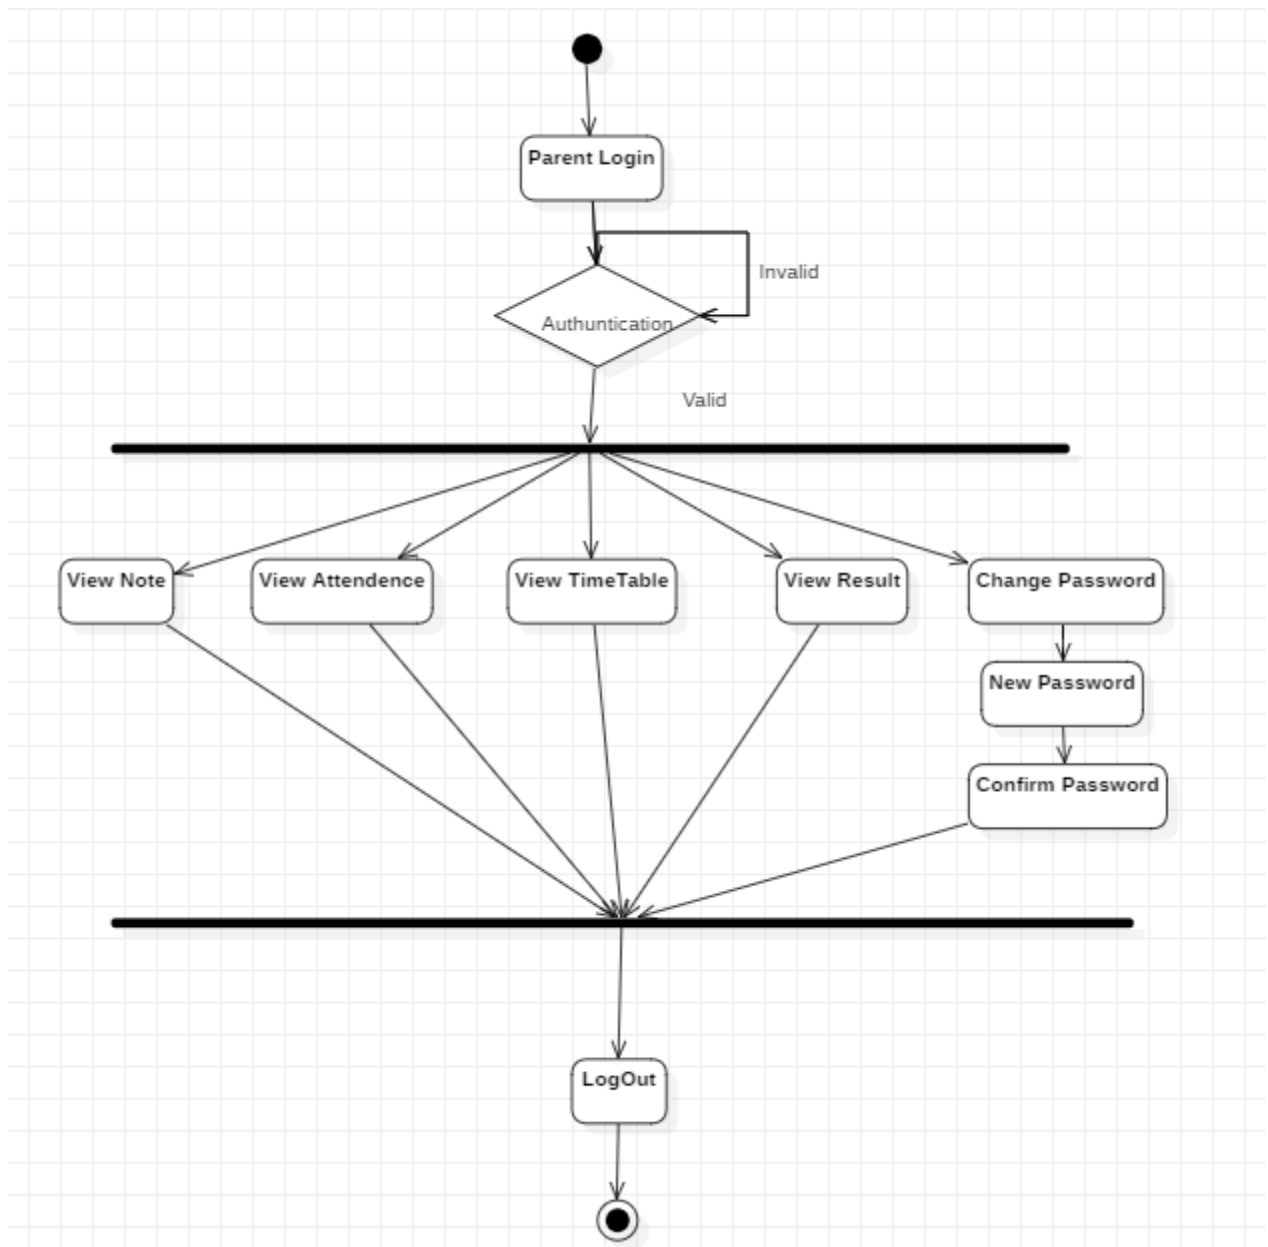 Parent Login
Invalid
Authuntication
Valid
View Note
View Attendence
View TimeTable
View Result
Change Password
New Password
Confirm Password
LogOut